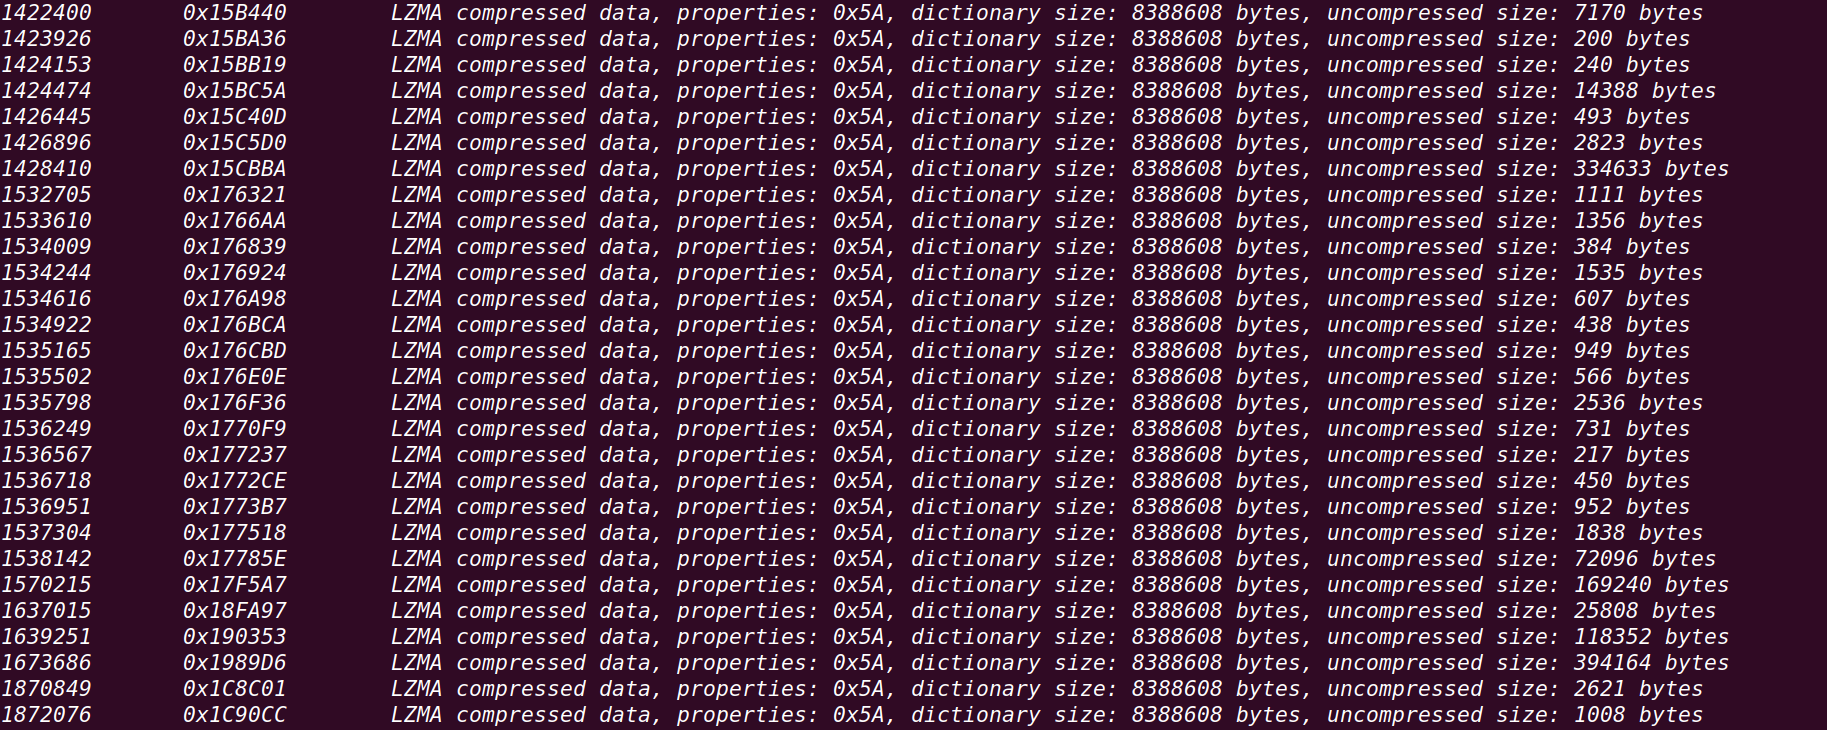 1422400       0x15B440        LZMA compressed data, properties: 0x5A, dictionary size: 8388608 bytes, uncompressed size: 7170 bytes
1423926       0x15BA36        LZMA compressed data, properties: 0x5A, dictionary size: 8388608 bytes, uncompressed size: 200 bytes
1424153       0x15BB19        LZMA compressed data, properties: 0x5A, dictionary size: 8388608 bytes, uncompressed size: 240 bytes
1424474       0x15BC5A        LZMA compressed data, properties: 0x5A, dictionary size: 8388608 bytes, uncompressed size: 14388 bytes
1426445       0x15C40D        LZMA compressed data, properties: 0x5A, dictionary size: 8388608 bytes, uncompressed size: 493 bytes
1426896       0x15C5D0        LZMA compressed data, properties: 0x5A, dictionary size: 8388608 bytes, uncompressed size: 2823 bytes
1428410       0x15CBBA        LZMA compressed data, properties: 0x5A, dictionary size: 8388608 bytes, uncompressed size: 334633 bytes
1532705       0x176321        LZMA compressed data, properties: 0x5A, dictionary size: 8388608 bytes, uncompressed size: 1111 bytes
1533610       0x1766AA        LZMA compressed data, properties: 0x5A, dictionary size: 8388608 bytes, uncompressed size: 1356 bytes
1534009       0x176839        LZMA compressed data, properties: 0x5A, dictionary size: 8388608 bytes, uncompressed size: 384 bytes
1534244       0x176924        LZMA compressed data, properties: 0x5A, dictionary size: 8388608 bytes, uncompressed size: 1535 bytes
1534616       0x176A98        LZMA compressed data, properties: 0x5A, dictionary size: 8388608 bytes, uncompressed size: 607 bytes
1534922       0x176BCA        LZMA compressed data, properties: 0x5A, dictionary size: 8388608 bytes, uncompressed size: 438 bytes
1535165       0x176CBD        LZMA compressed data, properties: 0x5A, dictionary size: 8388608 bytes, uncompressed size: 949 bytes
1535502       0x176E0E        LZMA compressed data, properties: 0x5A, dictionary size: 8388608 bytes, uncompressed size: 566 bytes
1535798       0x176F36        LZMA compressed data, properties: 0x5A, dictionary size: 8388608 bytes, uncompressed size: 2536 bytes
1536249       0x1770F9        LZMA compressed data, properties: 0x5A, dictionary size: 8388608 bytes, uncompressed size: 731 bytes
1536567       0x177237        LZMA compressed data, properties: 0x5A, dictionary size: 8388608 bytes, uncompressed size: 217 bytes
1536718       0x1772CE        LZMA compressed data, properties: 0x5A, dictionary size: 8388608 bytes, uncompressed size: 450 bytes
1536951       0x1773B7        LZMA compressed data, properties: 0x5A, dictionary size: 8388608 bytes, uncompressed size: 952 bytes
1537304       0x177518        LZMA compressed data, properties: 0x5A, dictionary size: 8388608 bytes, uncompressed size: 1838 bytes
1538142       0x17785E        LZMA compressed data, properties: 0x5A, dictionary size: 8388608 bytes, uncompressed size: 72096 bytes
1570215       0x17F5A7        LZMA compressed data, properties: 0x5A, dictionary size: 8388608 bytes, uncompressed size: 169240 bytes
1637015       0x18FA97        LZMA compressed data, properties: 0x5A, dictionary size: 8388608 bytes, uncompressed size: 25808 bytes
1639251       0x190353        LZMA compressed data, properties: 0x5A, dictionary size: 8388608 bytes, uncompressed size: 118352 bytes
1673686       0x1989D6        LZMA compressed data, properties: 0x5A, dictionary size: 8388608 bytes, uncompressed size: 394164 bytes
1870849       0x1C8C01        LZMA compressed data, properties: 0x5A, dictionary size: 8388608 bytes, uncompressed size: 2621 bytes
1872076       0x1C90CC        LZMA compressed data, properties: 0x5A, dictionary size: 8388608 bytes, uncompressed size: 1008 bytes